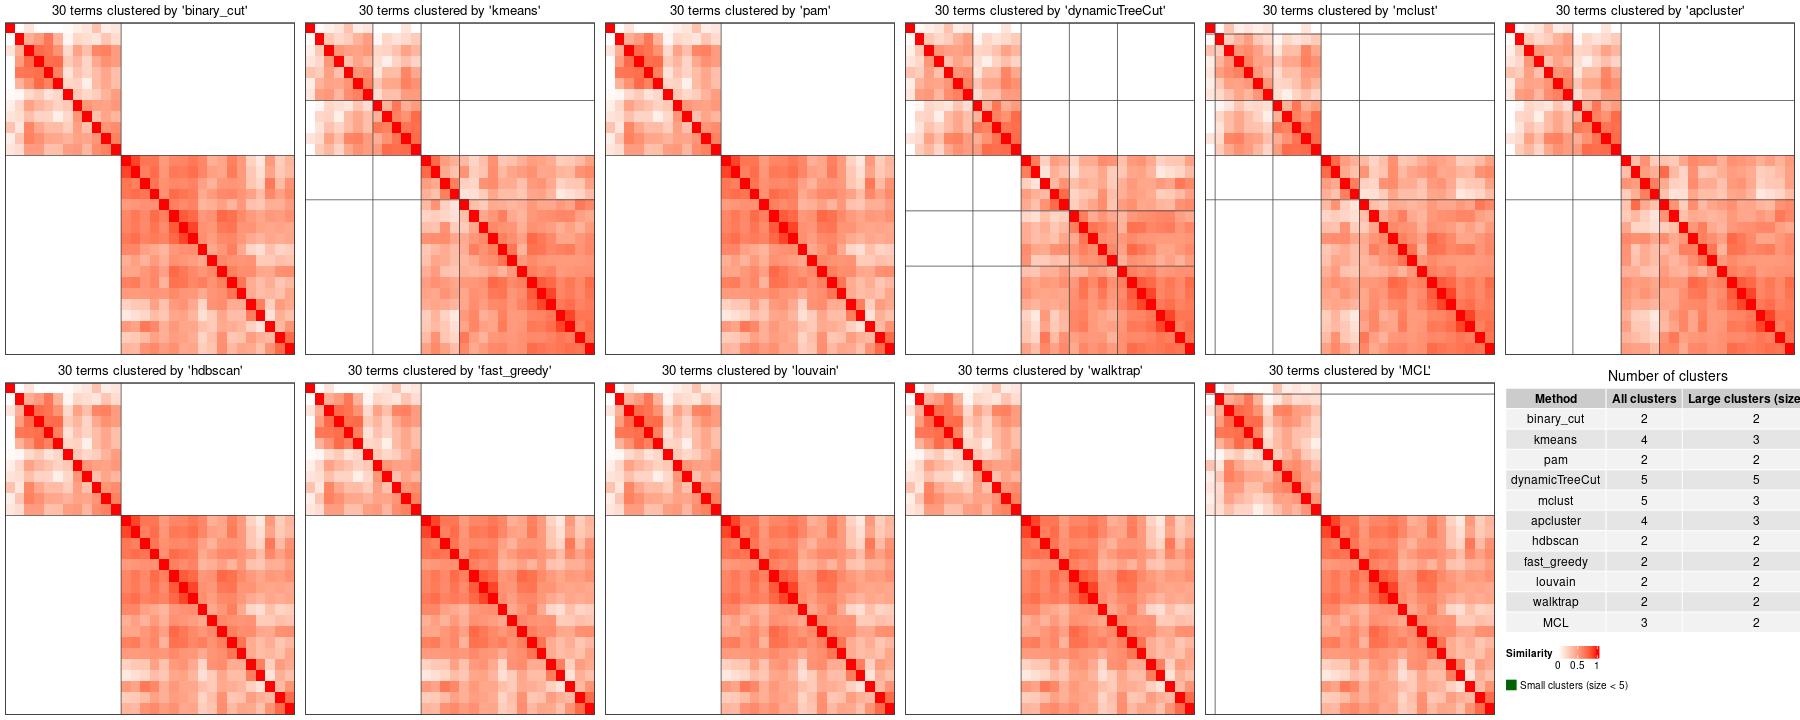 30 terms clustered by 'binary_cut'
30 terms clustered by 'kmeans'
30 terms clustered by 'pam'
30 terms clustered by 'dynamicTreeCut'
30 terms clustered by 'mclust'
30 terms clustered by 'apcluster'
30 terms clustered by 'hdbscan'
30 terms clustered by 'fast_greedy'
30 terms clustered by 'louvain'
30 terms clustered by 'walktrap'
30 terms clustered by 'MCL'
Number of clusters
Method All clusters Large clusters (size
binary_cut 2 2
kmeans 4 3
pam 2 2
dynamicTreeCut 5 5
mclust 5 3
apcluster 4 3
hdbscan 2 2
fast_greedy 2 2
louvain 2 2
walktrap 2 2
MCL 3 2
Similarity
0 0.5 1
Small clusters (size < 5)